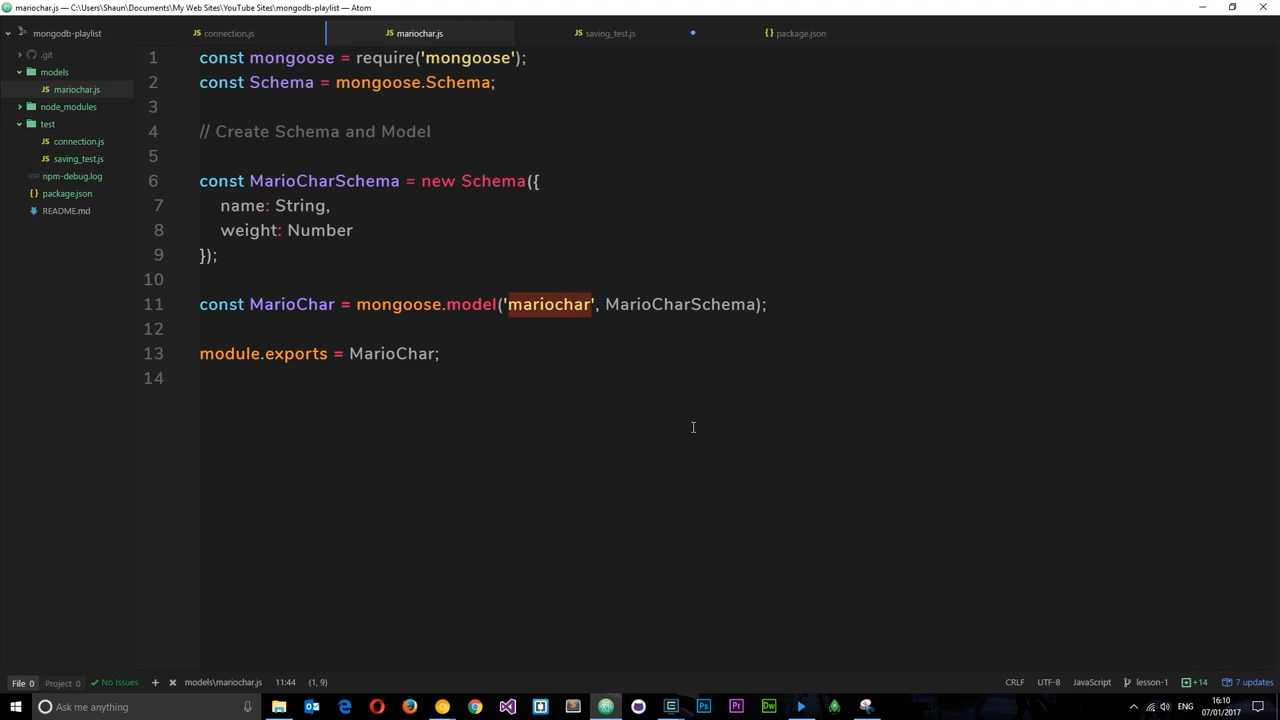 mariochar.js — C:\Users\Shaun\Documents\My Web Sites\YouTube Sites\mongodb-playlist — Atom
mongodb-playlist
connection.js
mariochar.js
saving_test.js
package.json
.git
models
mariochar.js
node_modules
test
connection.js
saving_test.js
npm-debug.log
package.json
README.md
1 const mongoose = require('mongoose');
2 const Schema = mongoose.Schema;
3
4 // Create Schema and Model
5
6 const MarioCharSchema = new Schema({
7 name: String,
8 weight: Number
9 });
10
11 const MarioChar = mongoose.model('mariochar', MarioCharSchema);
12
13 module.exports = MarioChar;
14
File 0 Project 0 No Issues models\mariochar.js 11:44 (1, 9) CRLF UTF-8 JavaScript lesson-1 +14 7 updates
Ask me anything
ENG
16:10
07/01/2017